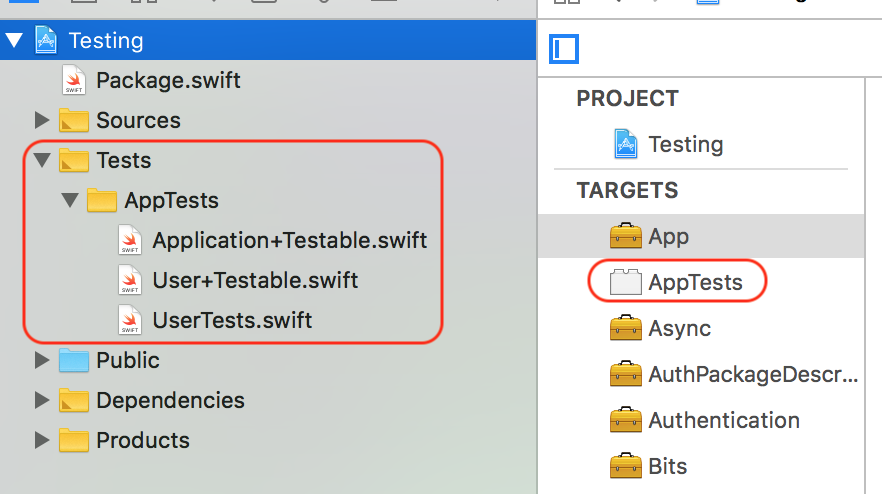 Testing
Package.swift
Sources
Tests
AppTests
Application+Testable.swift
User+Testable.swift
UserTests.swift
Public
Dependencies
Products
PROJECT
Testing
TARGETS
App
AppTests
Async
AuthPackageDescr...
Authentication
Bits